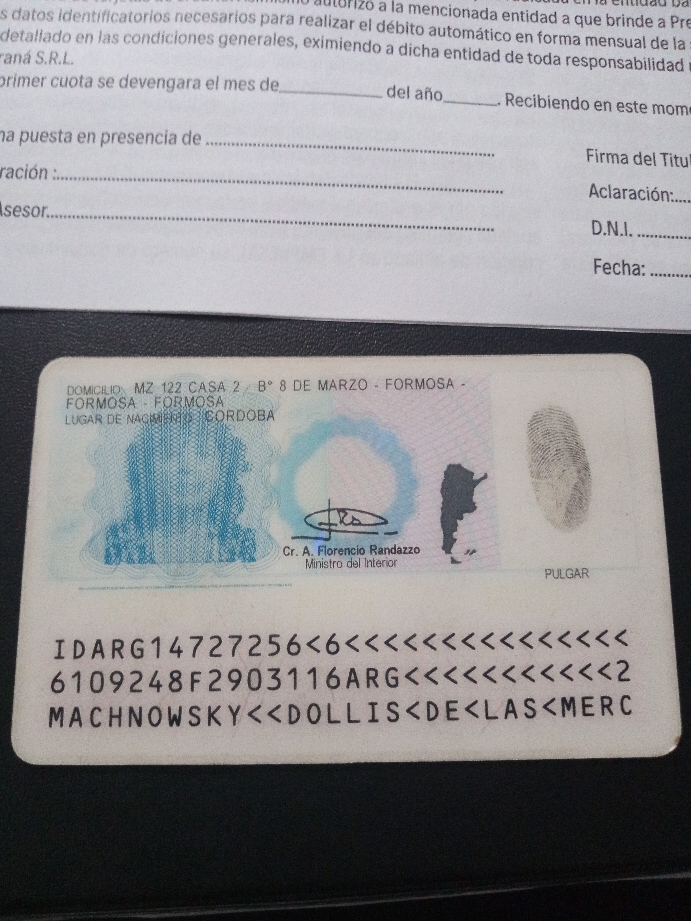 autorizo a la mencionada entidad a que brinde a Pre
s datos identificatorios necesarios para realizar el débito automático en forma mensual de la
detallado en las condiciones generales, eximiendo a dicha entidad de toda responsabilidad
raná S.R.L.
primer cuota se devengara el mes de____________ del año_______. Recibiendo en este mom
na puesta en presencia de ................................................
Firma del Titul
ración :................................................
Aclaración:....
Asesor................................................
D.N.I. ........
Fecha: ........
DOMICILIO: MZ 122 CASA 2 / B° 8 DE MARZO - FORMOSA -
FORMOSA - FORMOSA
LUGAR DE NACIMIENTO: CORDOBA
Cr. A. Florencio Randazzo
Ministro del Interior
PULGAR
IDARG14727256<6<<<<<<<<<<<<<<<
6109248F2903116ARG<<<<<<<<<<<2
MACHNOWSKY<<DOLLIS<DE<LAS<MERC